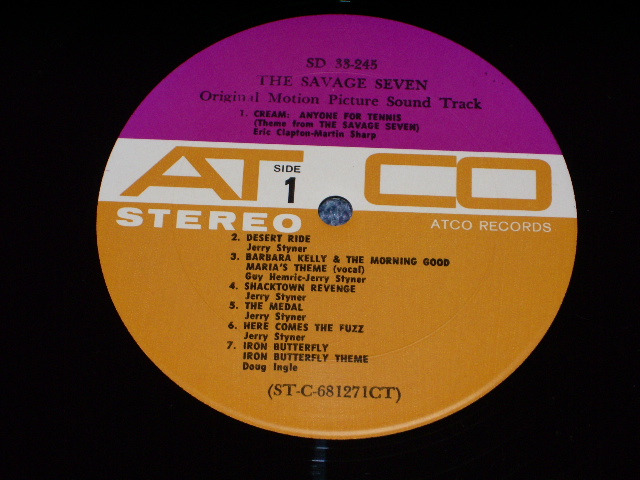 SD 33-245
THE SAVAGE SEVEN
Original Motion Picture Sound Track
1. CREAM: ANYONE FOR TENNIS
(Theme from THE SAVAGE SEVEN)
Eric Clapton-Martin Sharp
ATCO
SIDE
1
STEREO
ATCO RECORDS
2. DESERT RIDE
Jerry Styner
3. BARBARA KELLY & THE MORNING GOOD
MARIA'S THEME (vocal)
Guy Hemric-Jerry Styner
4. SHACKTOWN REVENGE
Jerry Styner
5. THE MEDAL
Jerry Styner
6. HERE COMES THE FUZZ
Jerry Styner
7. IRON BUTTERFLY
IRON BUTTERFLY THEME
Doug Ingle
(ST-C-681271CT)